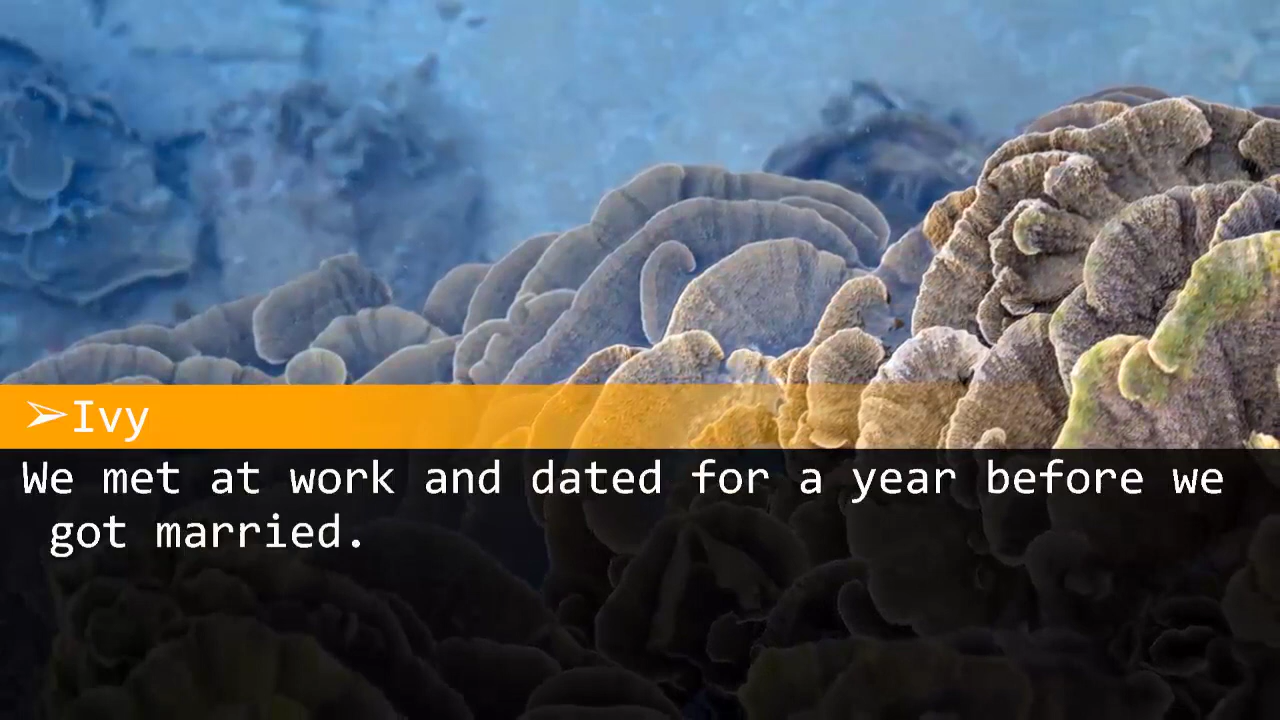 ➢Ivy
We met at work and dated for a year before we
got married.